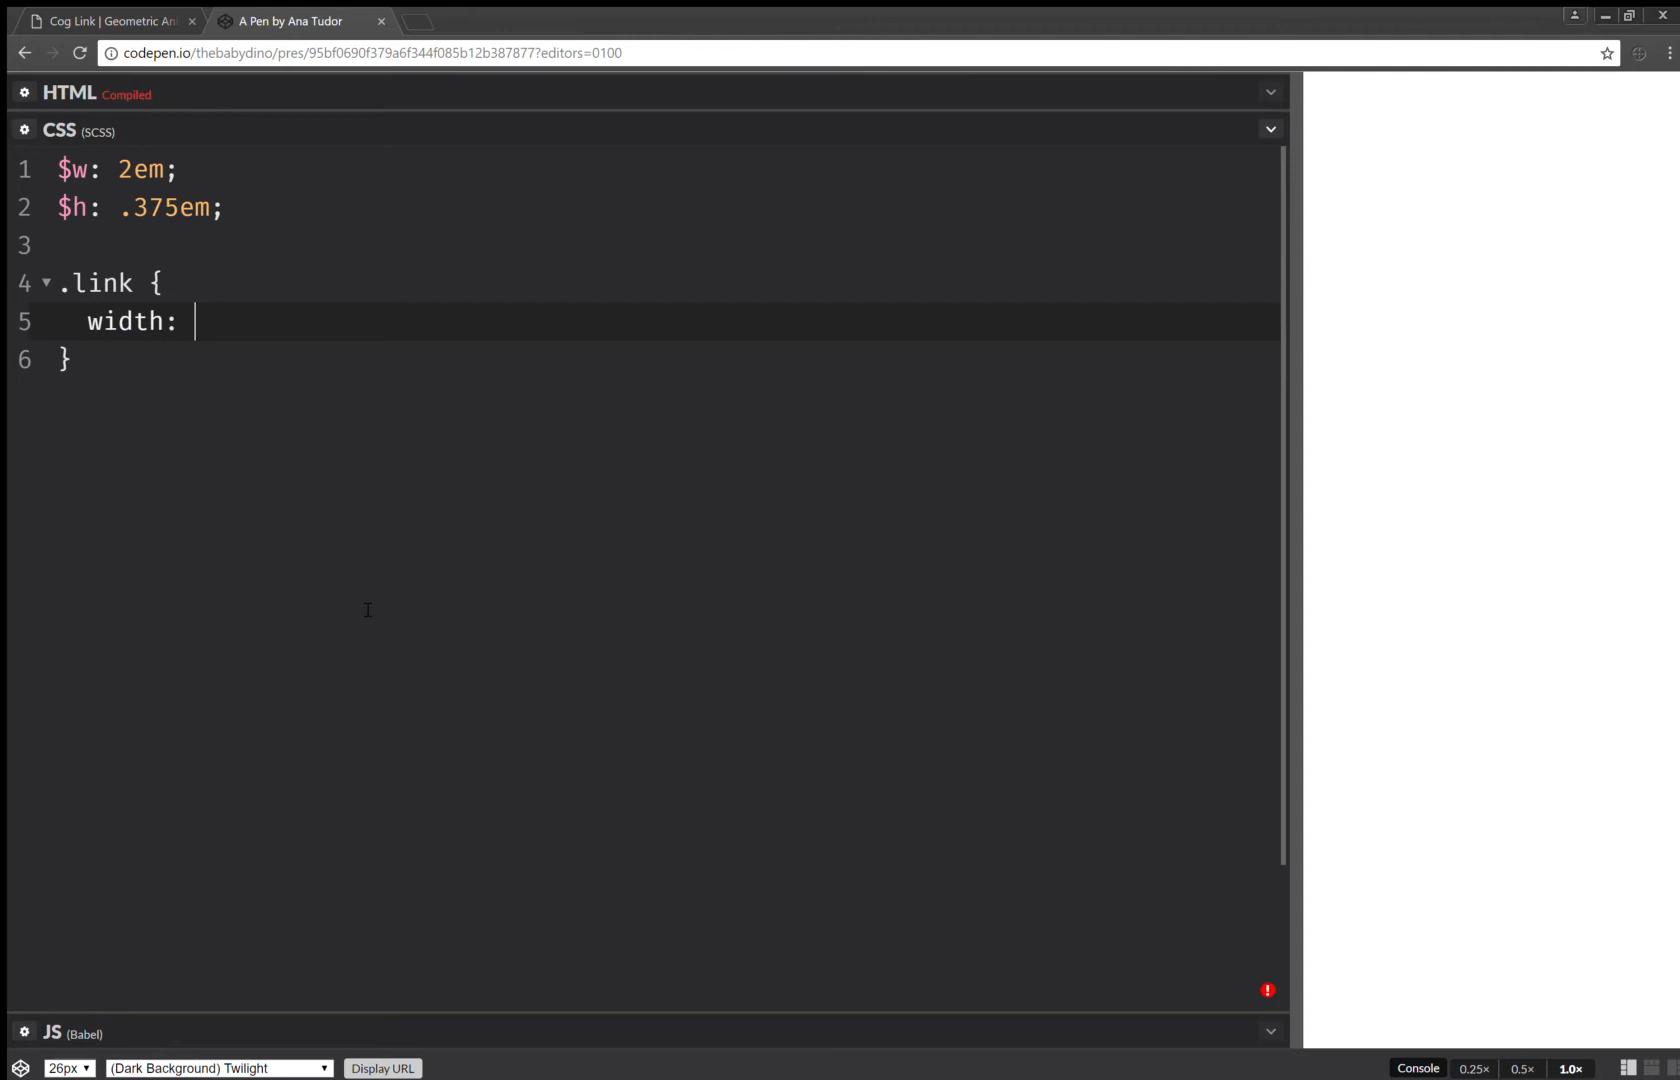 Cog Link | Geometric Ani
A Pen by Ana Tudor
codepen.io/thebabydino/pres/95bf0690f379a6f344f085b12b387877?editors=0100
HTML Compiled
CSS (SCSS)
1 $w: 2em;
2 $h: .375em;
3
4 .link {
5 width:
6 }
JS (Babel)
26px (Dark Background) Twilight Display URL Console 0.25× 0.5× 1.0×